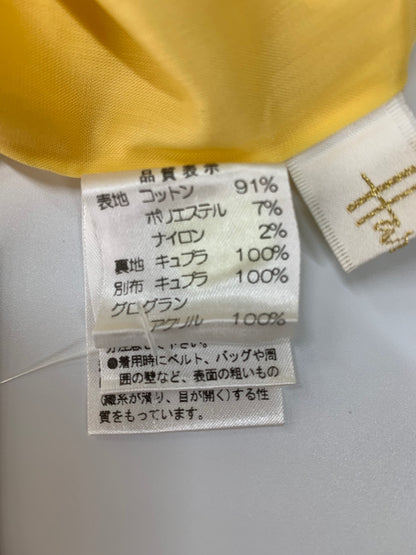 品質表示
表地 コットン 91%
ポリエステル 7%
ナイロン 2%
裏地 キュプラ 100%
別布 キュプラ 100%
グログラン
アクリル 100%
●着用時にベルト、バッグや周
囲の壁など、表面の粗いもの
(織糸が滑り、目が開く)する性
質をもっています。